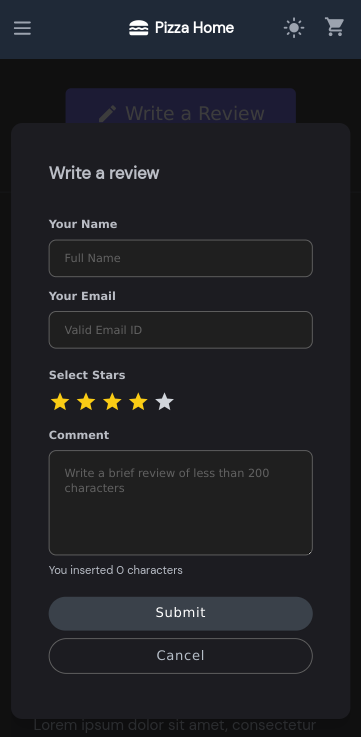 Pizza Home
Write a Review
Write a review
Your Name
Full Name
Your Email
Valid Email ID
Select Stars
Comment
Write a brief review of less than 200
characters
You inserted 0 characters
Submit
Cancel
Lorem ipsum dolor sit amet, consectetur